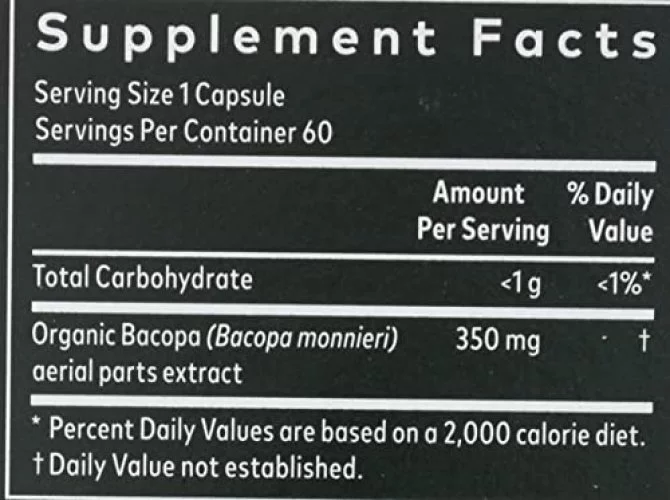 Supplement Facts
Serving Size 1 Capsule
Servings Per Container 60
Amount Per Serving % Daily Value
Total Carbohydrate <1 g <1%*
Organic Bacopa (Bacopa monnieri) 350 mg †
aerial parts extract
* Percent Daily Values are based on a 2,000 calorie diet.
† Daily Value not established.